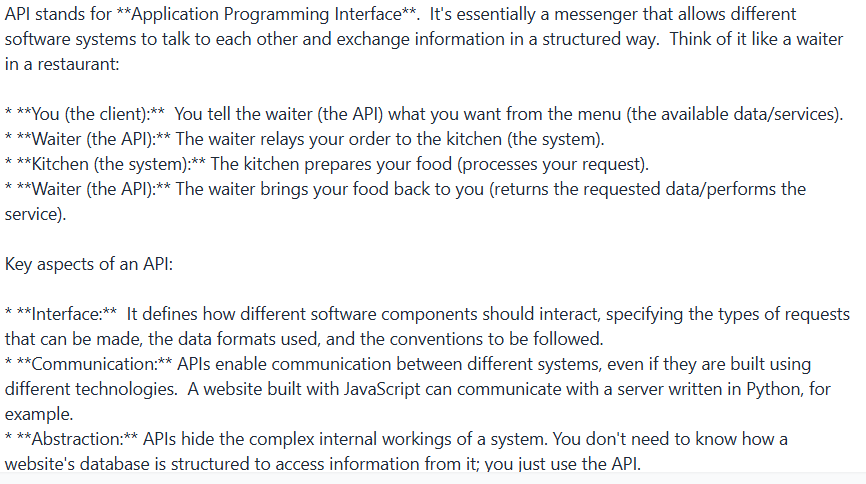 API stands for **Application Programming Interface**.  It's essentially a messenger that allows different
software systems to talk to each other and exchange information in a structured way.  Think of it like a waiter
in a restaurant:

* **You (the client):**  You tell the waiter (the API) what you want from the menu (the available data/services).
* **Waiter (the API):** The waiter relays your order to the kitchen (the system).
* **Kitchen (the system):** The kitchen prepares your food (processes your request).
* **Waiter (the API):** The waiter brings your food back to you (returns the requested data/performs the
service).

Key aspects of an API:

* **Interface:**  It defines how different software components should interact, specifying the types of requests
that can be made, the data formats used, and the conventions to be followed.
* **Communication:** APIs enable communication between different systems, even if they are built using
different technologies.  A website built with JavaScript can communicate with a server written in Python, for
example.
* **Abstraction:** APIs hide the complex internal workings of a system. You don't need to know how a
website's database is structured to access information from it; you just use the API.